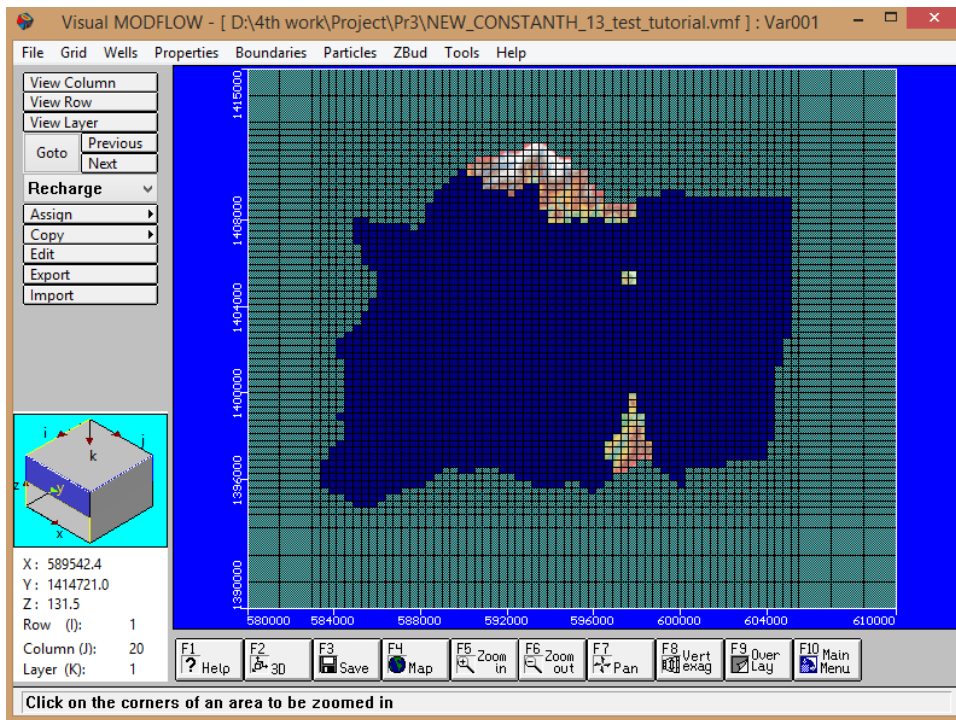 Visual MODFLOW - [ D:\4th work\Project\Pr3\NEW_CONSTANTH_13_test_tutorial.vmf ] : Var001
File Grid Wells Properties Boundaries Particles ZBud Tools Help
View Column
View Row
View Layer
Goto
Previous
Next
Recharge
Assign
Copy
Edit
Export
Import
i
j
k
z
y
x
X : 589542.4
Y : 1414721.0
Z : 131.5
Row (I): 1
Column (J): 20
Layer (K): 1
1415000
1408000
1404000
1400000
1396000
1390000
580000 584000 588000 592000 596000 600000 604000 610000
F1 ? Help
F2 3D
F3 Save
F4 Map
F5 Zoom in
F6 Zoom out
F7 Pan
F8 Vert exag
F9 Over Lay
F10 Main Menu
Click on the corners of an area to be zoomed in